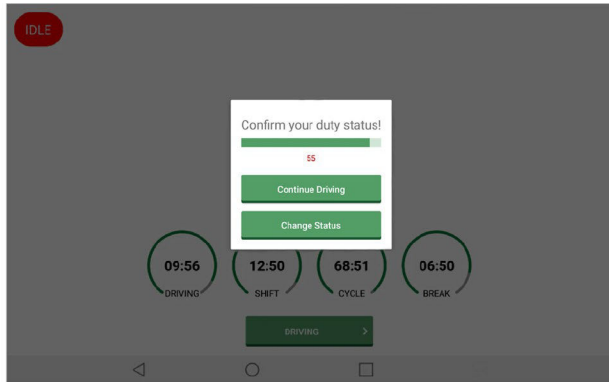 IDLE
Confirm your duty status!
55
Continue Driving
Change Status
09:56 12:50 68:51 06:50
DRIVING SHIFT CYCLE BREAK
DRIVING >